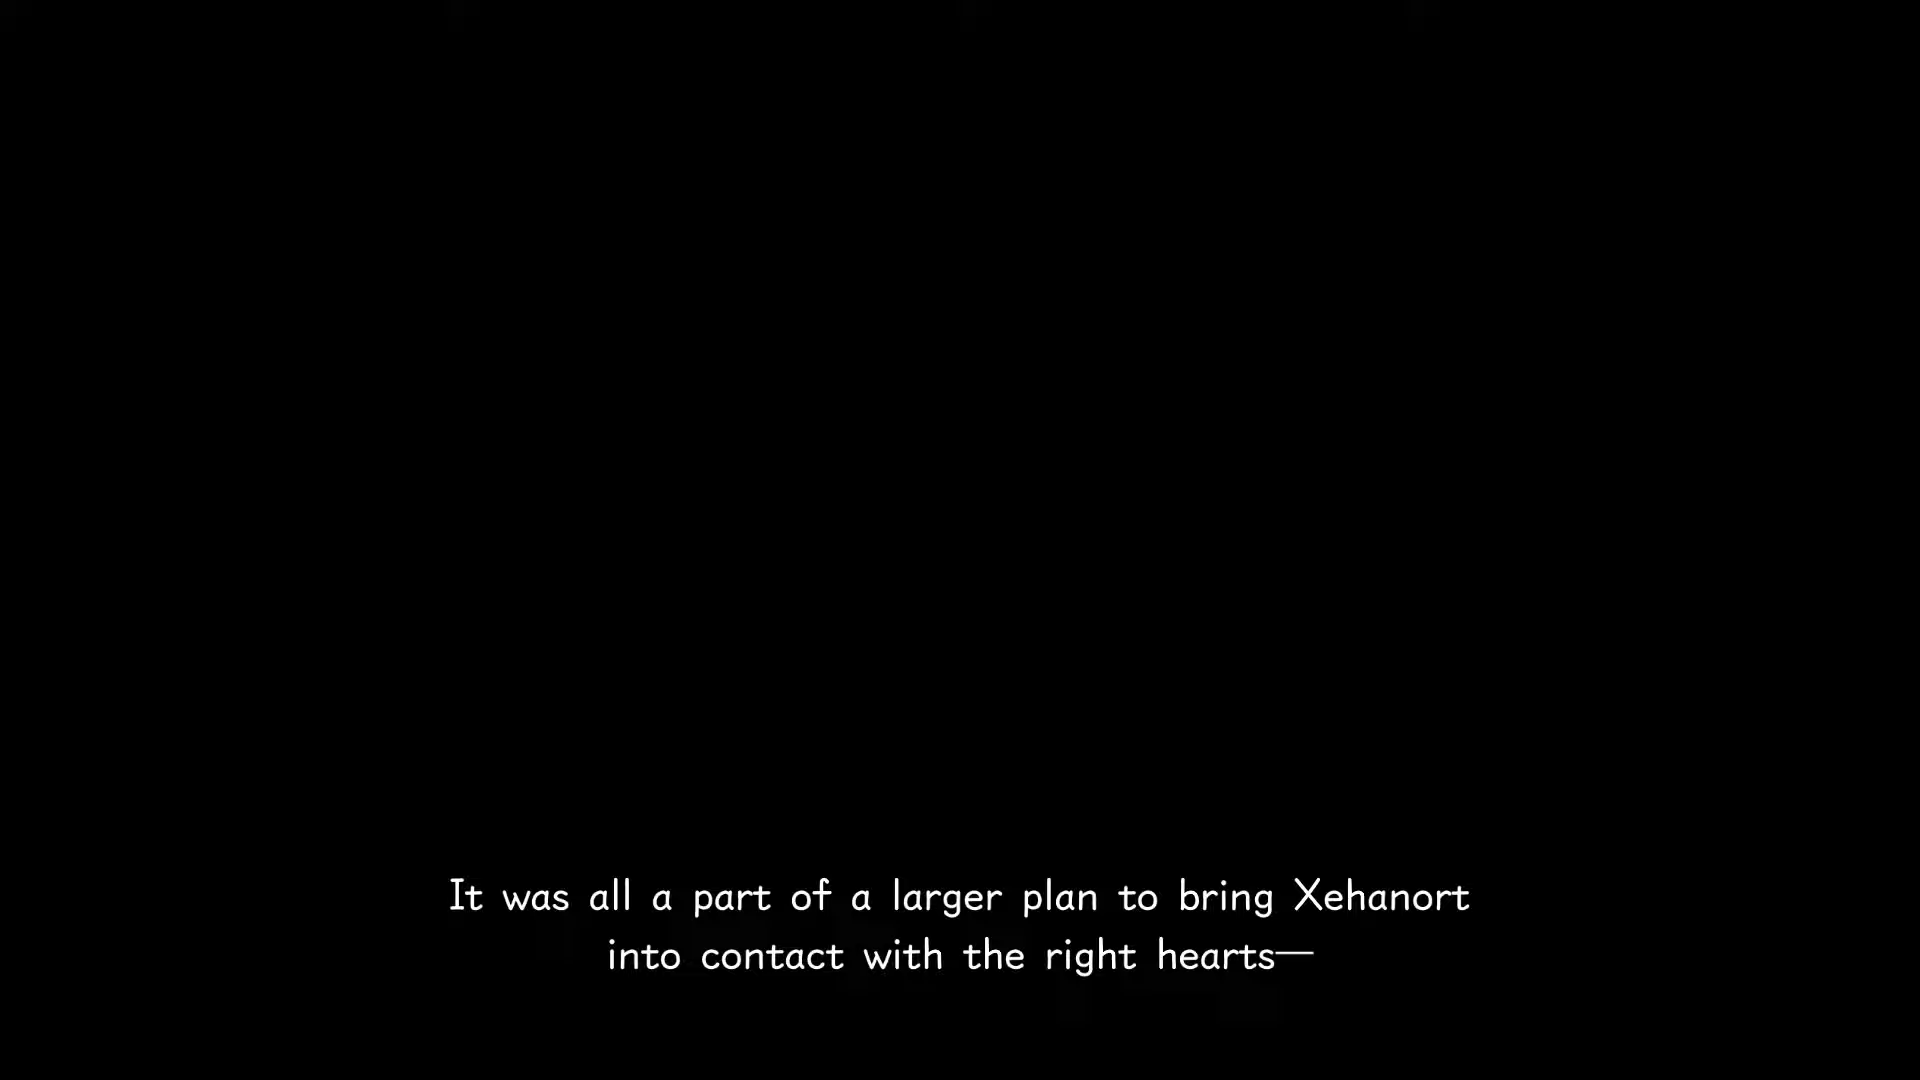 It was all a part of a larger plan to bring Xehanort
into contact with the right hearts—